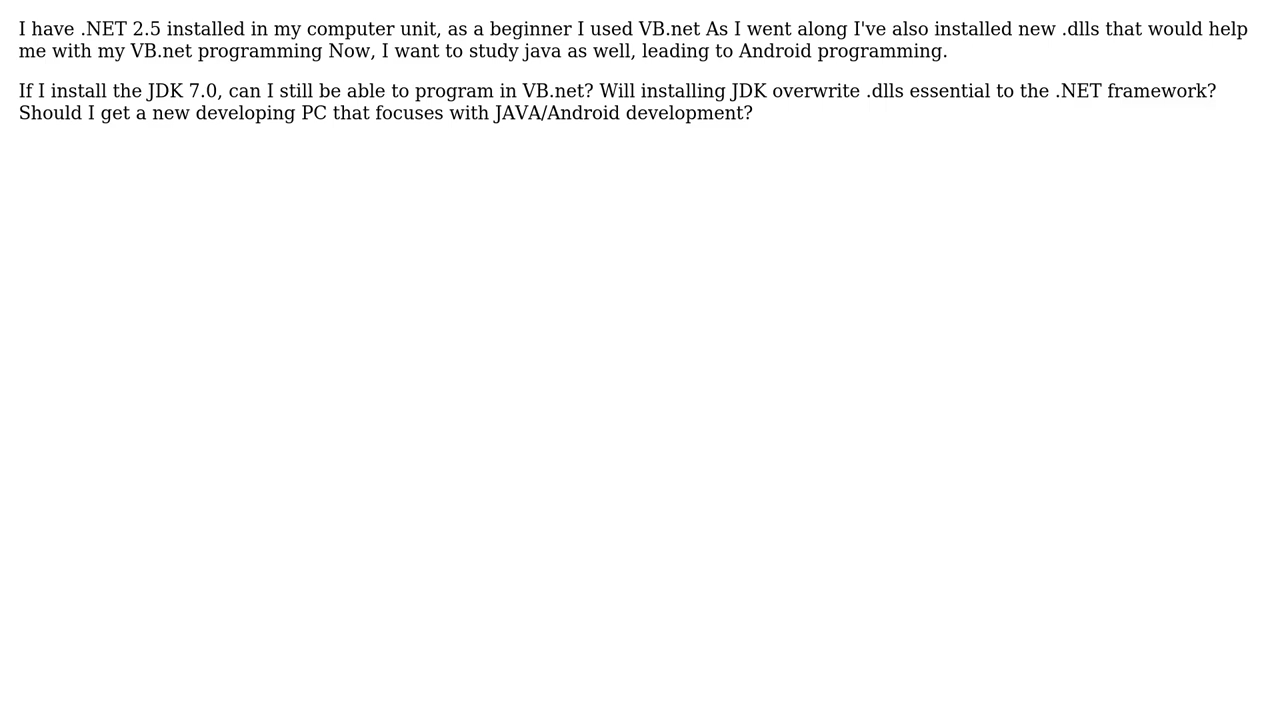 I have .NET 2.5 installed in my computer unit, as a beginner I used VB.net As I went along I've also installed new .dlls that would help
me with my VB.net programming Now, I want to study java as well, leading to Android programming.
If I install the JDK 7.0, can I still be able to program in VB.net? Will installing JDK overwrite .dlls essential to the .NET framework?
Should I get a new developing PC that focuses with JAVA/Android development?